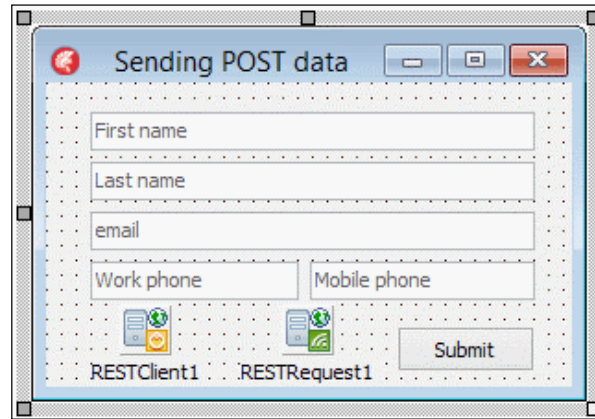 Sending POST data
First name
Last name
email
Work phone Mobile phone
Submit
RESTClient1 RESTRequest1